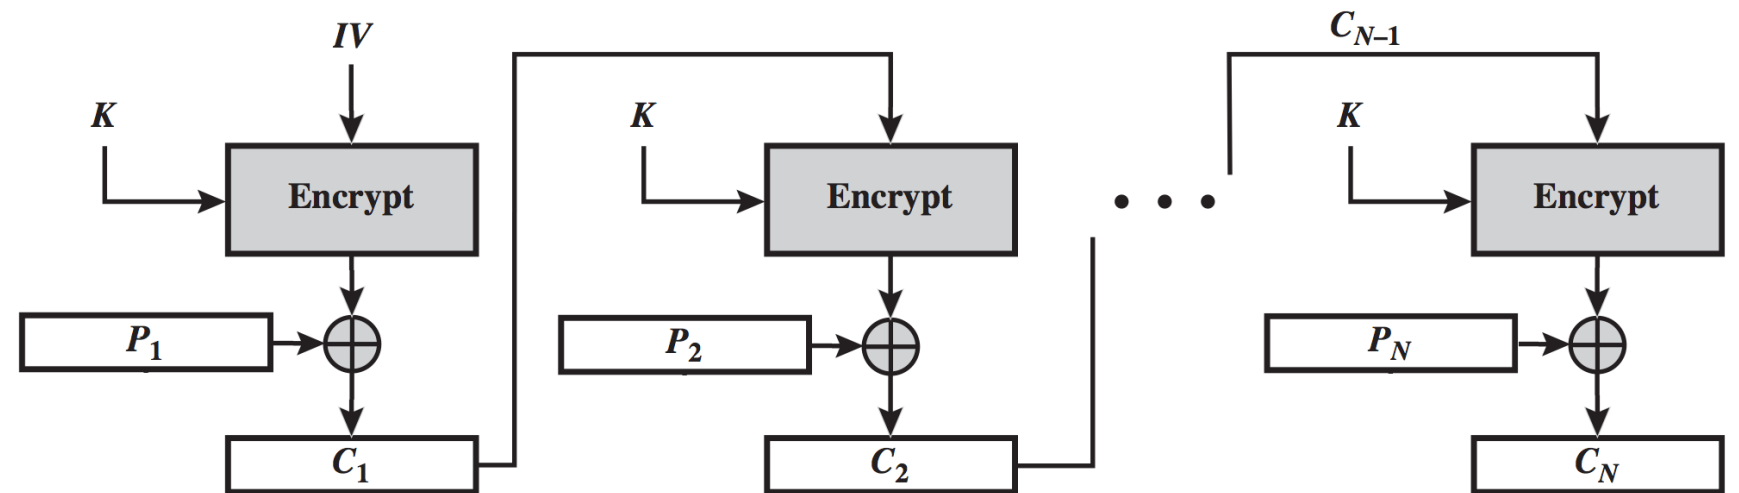 IV
C_{N–1}
K
K
K
Encrypt
Encrypt
• • •
Encrypt
P_1
P_2
P_N
C_1
C_2
C_N